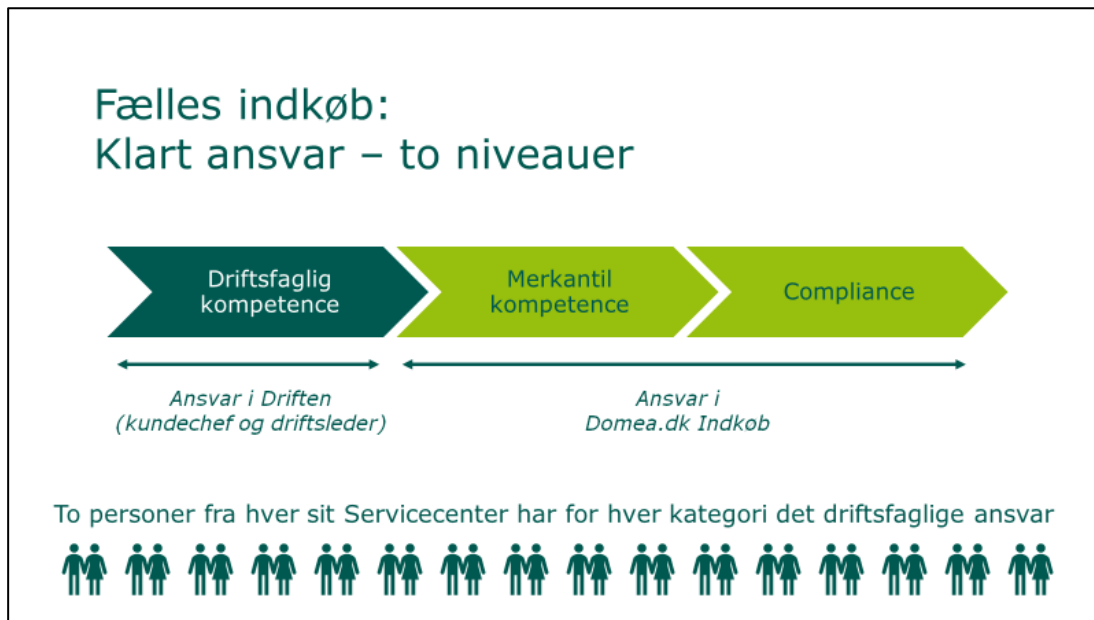 Fælles indkøb:
Klart ansvar – to niveauer
Driftsfaglig
kompetence
Merkantil
kompetence
Compliance
Ansvar i Driften
(kundechef og driftsleder)
Ansvar i
Domea.dk Indkøb
To personer fra hver sit Servicecenter har for hver kategori det driftsfaglige ansvar